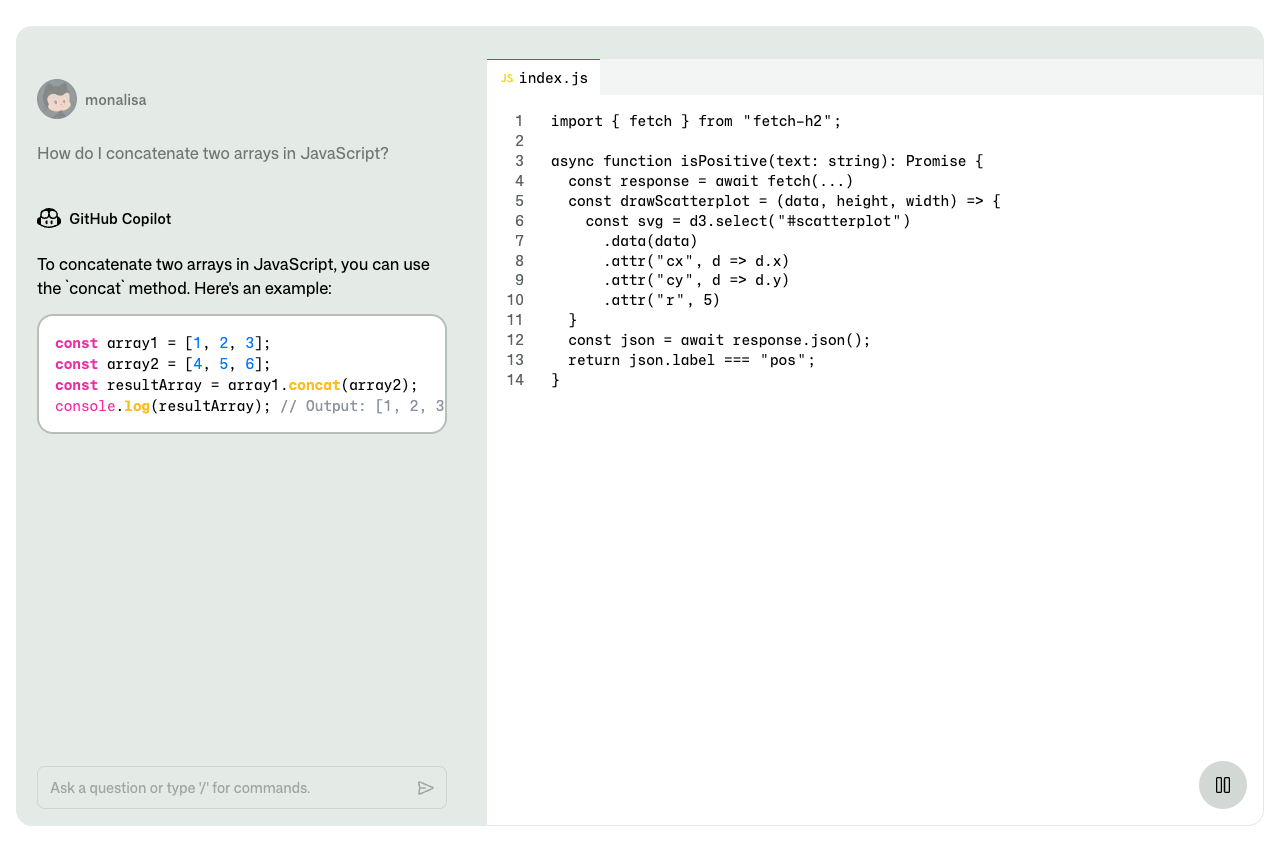 monalisa
How do I concatenate two arrays in JavaScript?
GitHub Copilot
To concatenate two arrays in JavaScript, you can use
the `concat` method. Here's an example:
const array1 = [1, 2, 3];
const array2 = [4, 5, 6];
const resultArray = array1.concat(array2);
console.log(resultArray); // Output: [1, 2, 3
Ask a question or type '/' for commands.
JS index.js
1 import { fetch } from "fetch-h2";
2
3 async function isPositive(text: string): Promise {
4 const response = await fetch(...)
5 const drawScatterplot = (data, height, width) => {
6 const svg = d3.select("#scatterplot")
7 .data(data)
8 .attr("cx", d => d.x)
9 .attr("cy", d => d.y)
10 .attr("r", 5)
11 }
12 const json = await response.json();
13 return json.label === "pos";
14 }